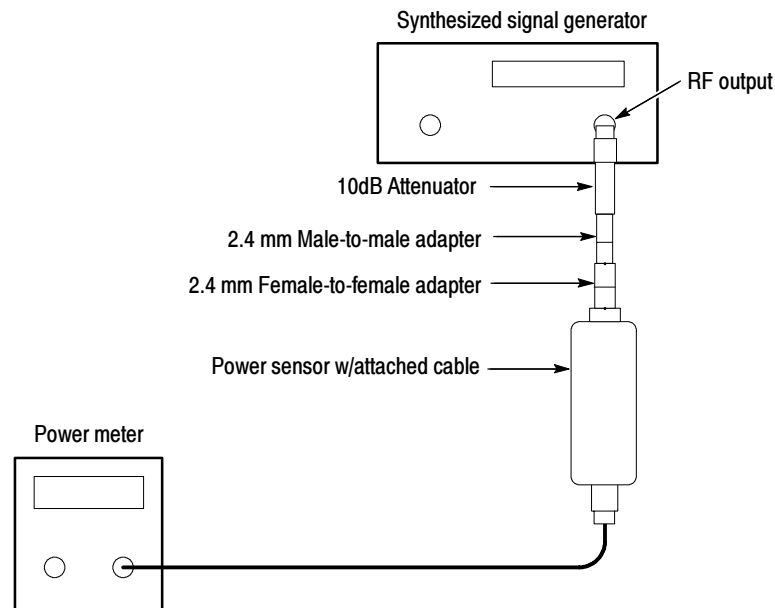 Synthesized signal generator
RF output
10dB Attenuator
2.4 mm Male-to-male adapter
2.4 mm Female-to-female adapter
Power sensor w/attached cable
Power meter